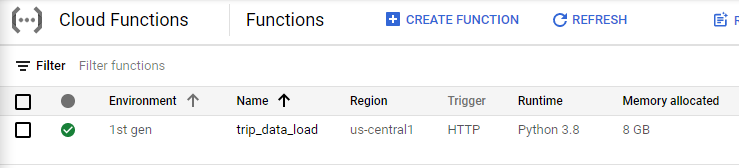 Cloud Functions Functions CREATE FUNCTION REFRESH
Filter Filter functions
Environment Name Region Trigger Runtime Memory allocated
1st gen trip_data_load us-central1 HTTP Python 3.8 8 GB